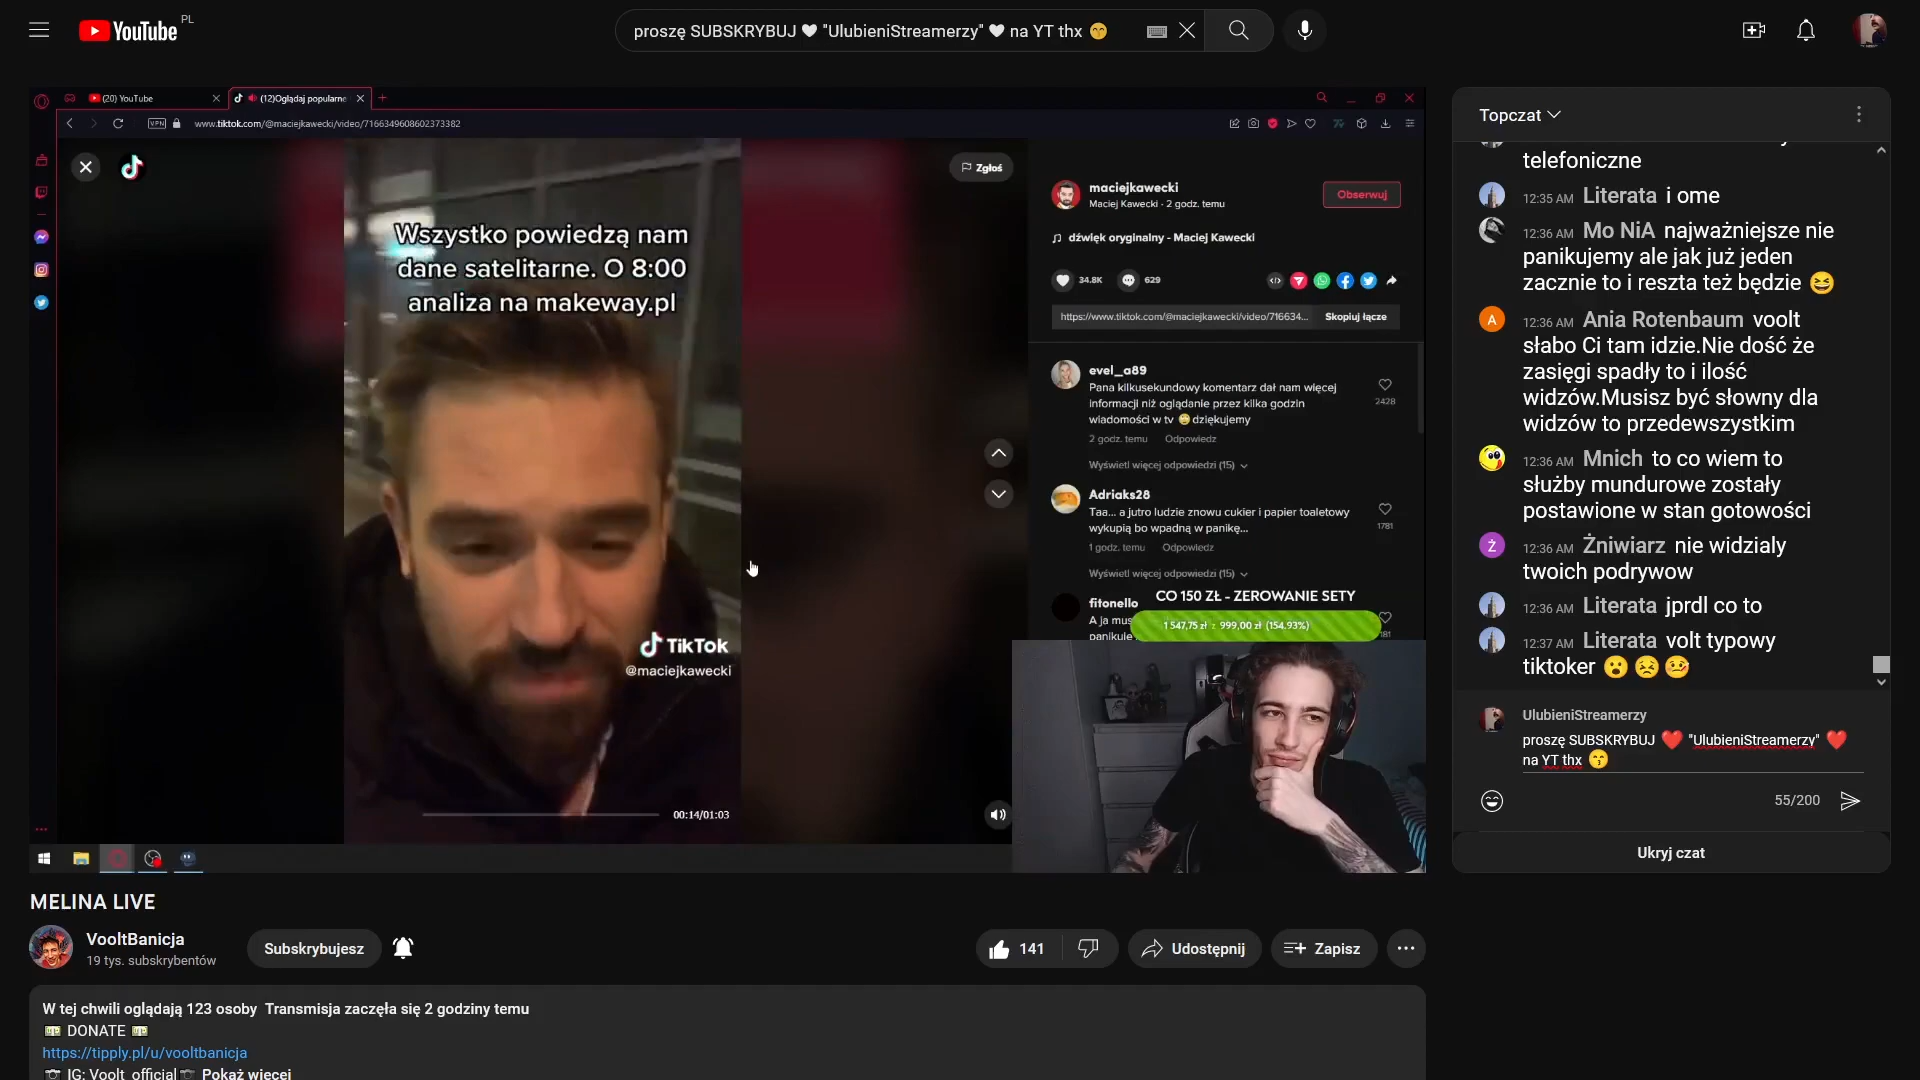 YouTube PL
proszę SUBSKRYBUJ 🤍 "UlubieniStreamerzy" 🤍 na YT thx 😙
(20) YouTube
(12)Oglądaj popularne
VPN www.tiktok.com/@maciejkawecki/video/7166349608602373382
Wszystko powiedzą nam
dane satelitarne. O 8:00
analiza na makeway.pl
TikTok
@maciejkawecki
00:14/01:03
Zgłoś
maciejkawecki
Maciej Kawecki · 2 godz. temu
Obserwuj
dźwięk oryginalny - Maciej Kawecki
34.8K 629
https://www.tiktok.com/@maciejkawecki/video/716634... Skopiuj łącze
evel_a89
Pana kilkusekundowy komentarz dał nam więcej
informacji niż oglądanie przez kilka godzin
wiadomości w tv 🙄 dziękujemy
2428
2 godz. temu Odpowiedz
Wyświetl więcej odpowiedzi (15)
Adriaks28
Taa... a jutro ludzie znowu cukier i papier toaletowy
wykupią bo wpadną w panikę...
1781
1 godz. temu Odpowiedz
Wyświetl więcej odpowiedzi (15)
fitonello
A ja mus
panikuje
CO 150 ZŁ - ZEROWANIE SETY
1 547,75 zł z 999,00 zł (154.93%)
181
Topczat
telefoniczne
12:35 AM Literata i ome
12:36 AM Mo NiA najważniejsze nie
panikujemy ale jak już jeden
zacznie to i reszta też będzie 😆
A 12:36 AM Ania Rotenbaum voolt
słabo Ci tam idzie.Nie dość że
zasięgi spadły to i ilość
widzów.Musisz być słowny dla
widzów to przedewszystkim
12:36 AM Mnich to co wiem to
służby mundurowe zostały
postawione w stan gotowości
Ż 12:36 AM Żniwiarz nie widzialy
twoich podrywow
12:36 AM Literata jprdl co to
12:37 AM Literata volt typowy
tiktoker 😮😣🤒
UlubieniStreamerzy
proszę SUBSKRYBUJ ❤️ "UlubieniStreamerzy" ❤️
na YT thx 😙
55/200
Ukryj czat
MELINA LIVE
VooltBanicja
19 tys. subskrybentów
Subskrybujesz
141
Udostępnij
Zapisz
W tej chwili oglądają 123 osoby Transmisja zaczęła się 2 godziny temu
💵 DONATE 💵
https://tipply.pl/u/vooltbanicja
📷 IG: Voolt_official📷 Pokaż więcej